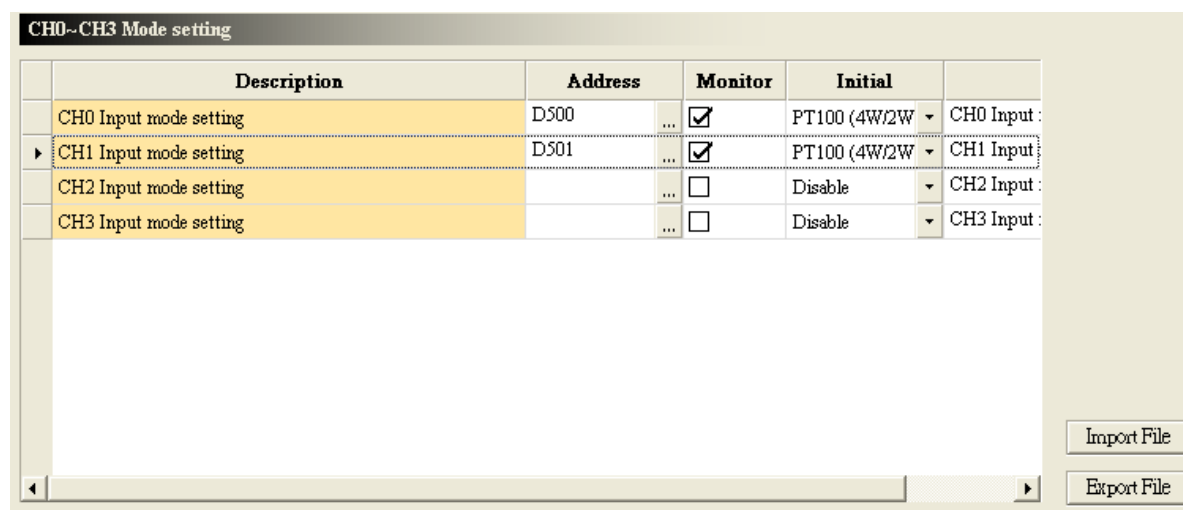 CH0~CH3 Mode setting
Description Address Monitor Initial
CH0 Input mode setting D500 ... PT100 (4W/2W CH0 Input :
CH1 Input mode setting D501 ... PT100 (4W/2W CH1 Input :
CH2 Input mode setting ... Disable CH2 Input :
CH3 Input mode setting ... Disable CH3 Input :
Import File
Export File